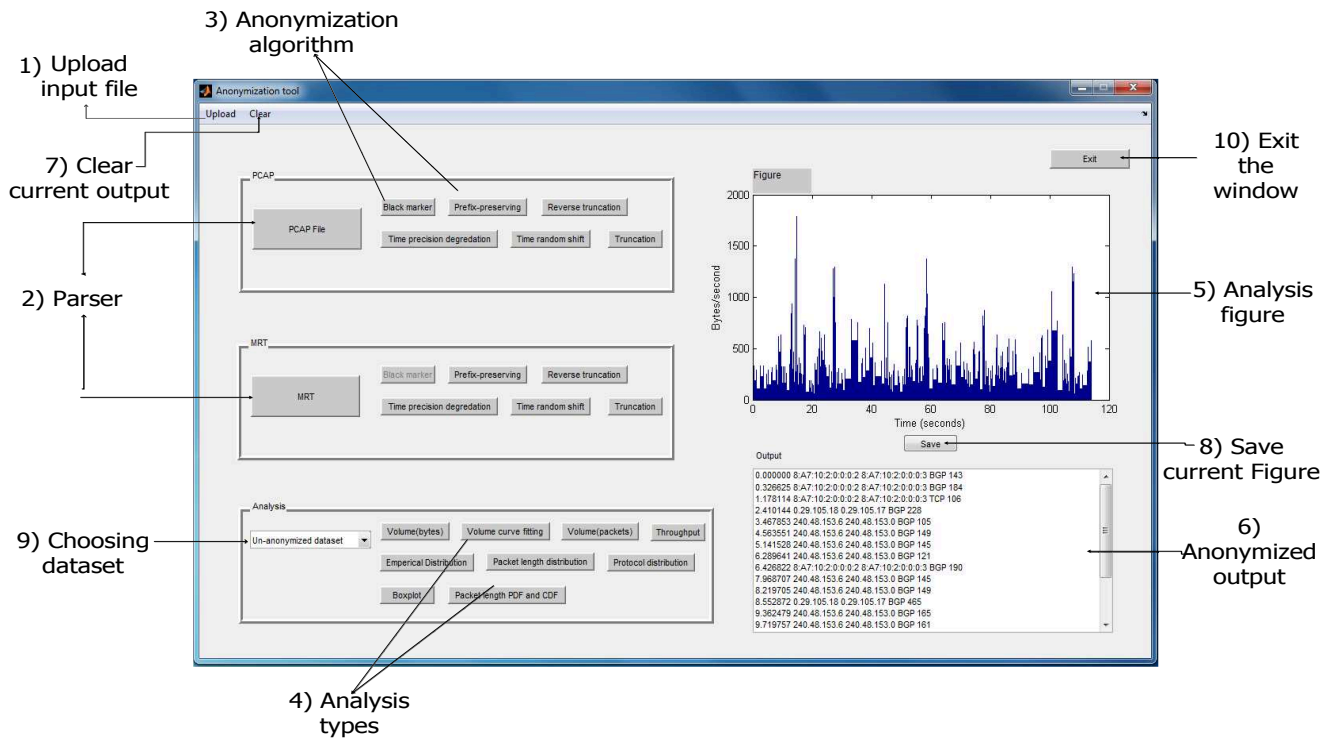 3) Anonymization
algorithm
1) Upload
input file
Anonymization tool
Upload Clear
7) Clear
current output
10) Exit
the
window
Exit
PCAP
PCAP File
Black marker Prefix-preserving Reverse truncation
Time precision degredation Time random shift Truncation
2) Parser
MRT
MRT
Black marker Prefix-preserving Reverse truncation
Time precision degredation Time random shift Truncation
Figure
2000
1500
1000
500
0
Bytes/second
0 20 40 60 80 100 120
Time (seconds)
5) Analysis
figure
Save
8) Save
current Figure
9) Choosing
dataset
Analysis
Un-anonymized dataset
Volume(bytes) Volume curve fitting Volume(packets) Throughput
Emperical Distribution Packet length distribution Protocol distribution
Boxplot Packet length PDF and CDF
4) Analysis
types
Output
0.000000 8:A7:10:2:0:0:0:2 8:A7:10:2:0:0:0:3 BGP 143
0.326625 8:A7:10:2:0:0:0:2 8:A7:10:2:0:0:0:3 BGP 184
1.178114 8:A7:10:2:0:0:0:2 8:A7:10:2:0:0:0:3 TCP 106
2.410144 0.29.105.18 0.29.105.17 BGP 228
3.467853 240.48.153.6 240.48.153.0 BGP 105
4.563551 240.48.153.6 240.48.153.0 BGP 149
5.141528 240.48.153.6 240.48.153.0 BGP 145
6.289641 240.48.153.6 240.48.153.0 BGP 121
6.426822 8:A7:10:2:0:0:0:2 8:A7:10:2:0:0:0:3 BGP 190
7.968707 240.48.153.6 240.48.153.0 BGP 145
8.219705 240.48.153.6 240.48.153.0 BGP 149
8.552872 0.29.105.18 0.29.105.17 BGP 465
9.362479 240.48.153.6 240.48.153.0 BGP 165
9.719757 240.48.153.6 240.48.153.0 BGP 161
6)
Anonymized
output